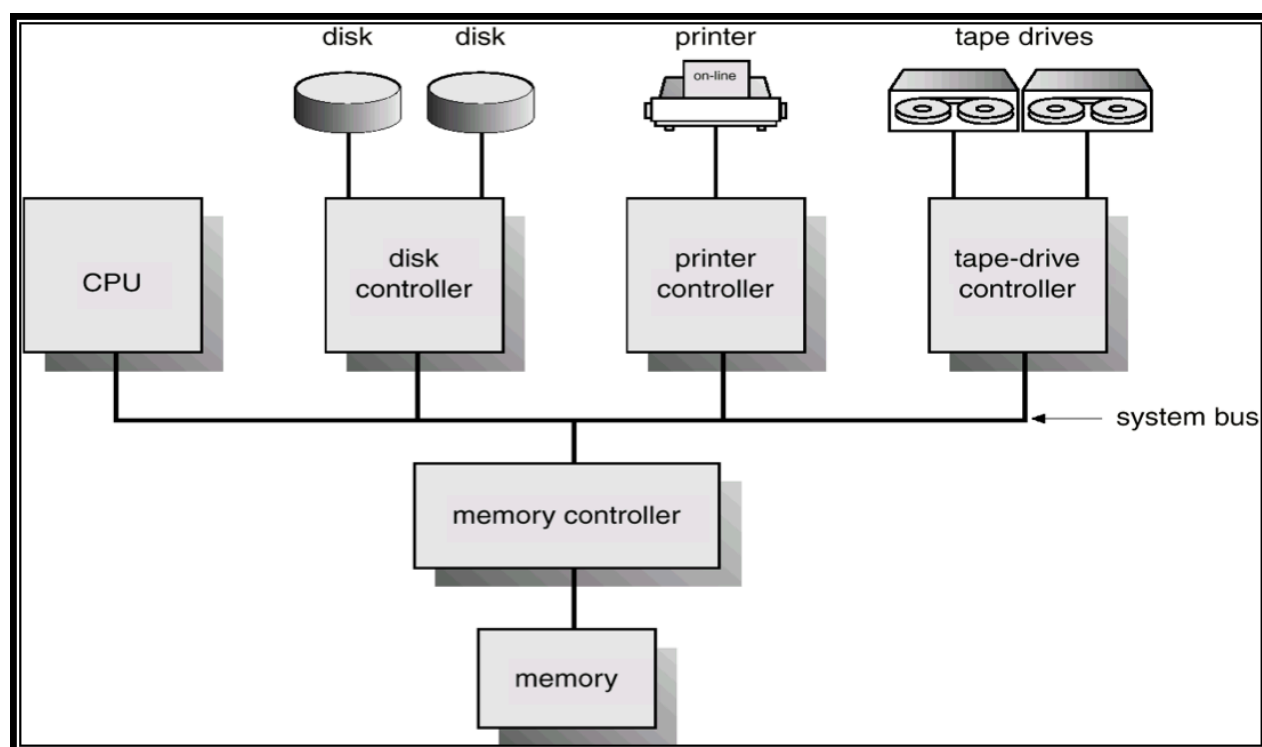 disk
disk
printer
tape drives
on-line
CPU
disk
controller
printer
controller
tape-drive
controller
system bus
memory controller
memory